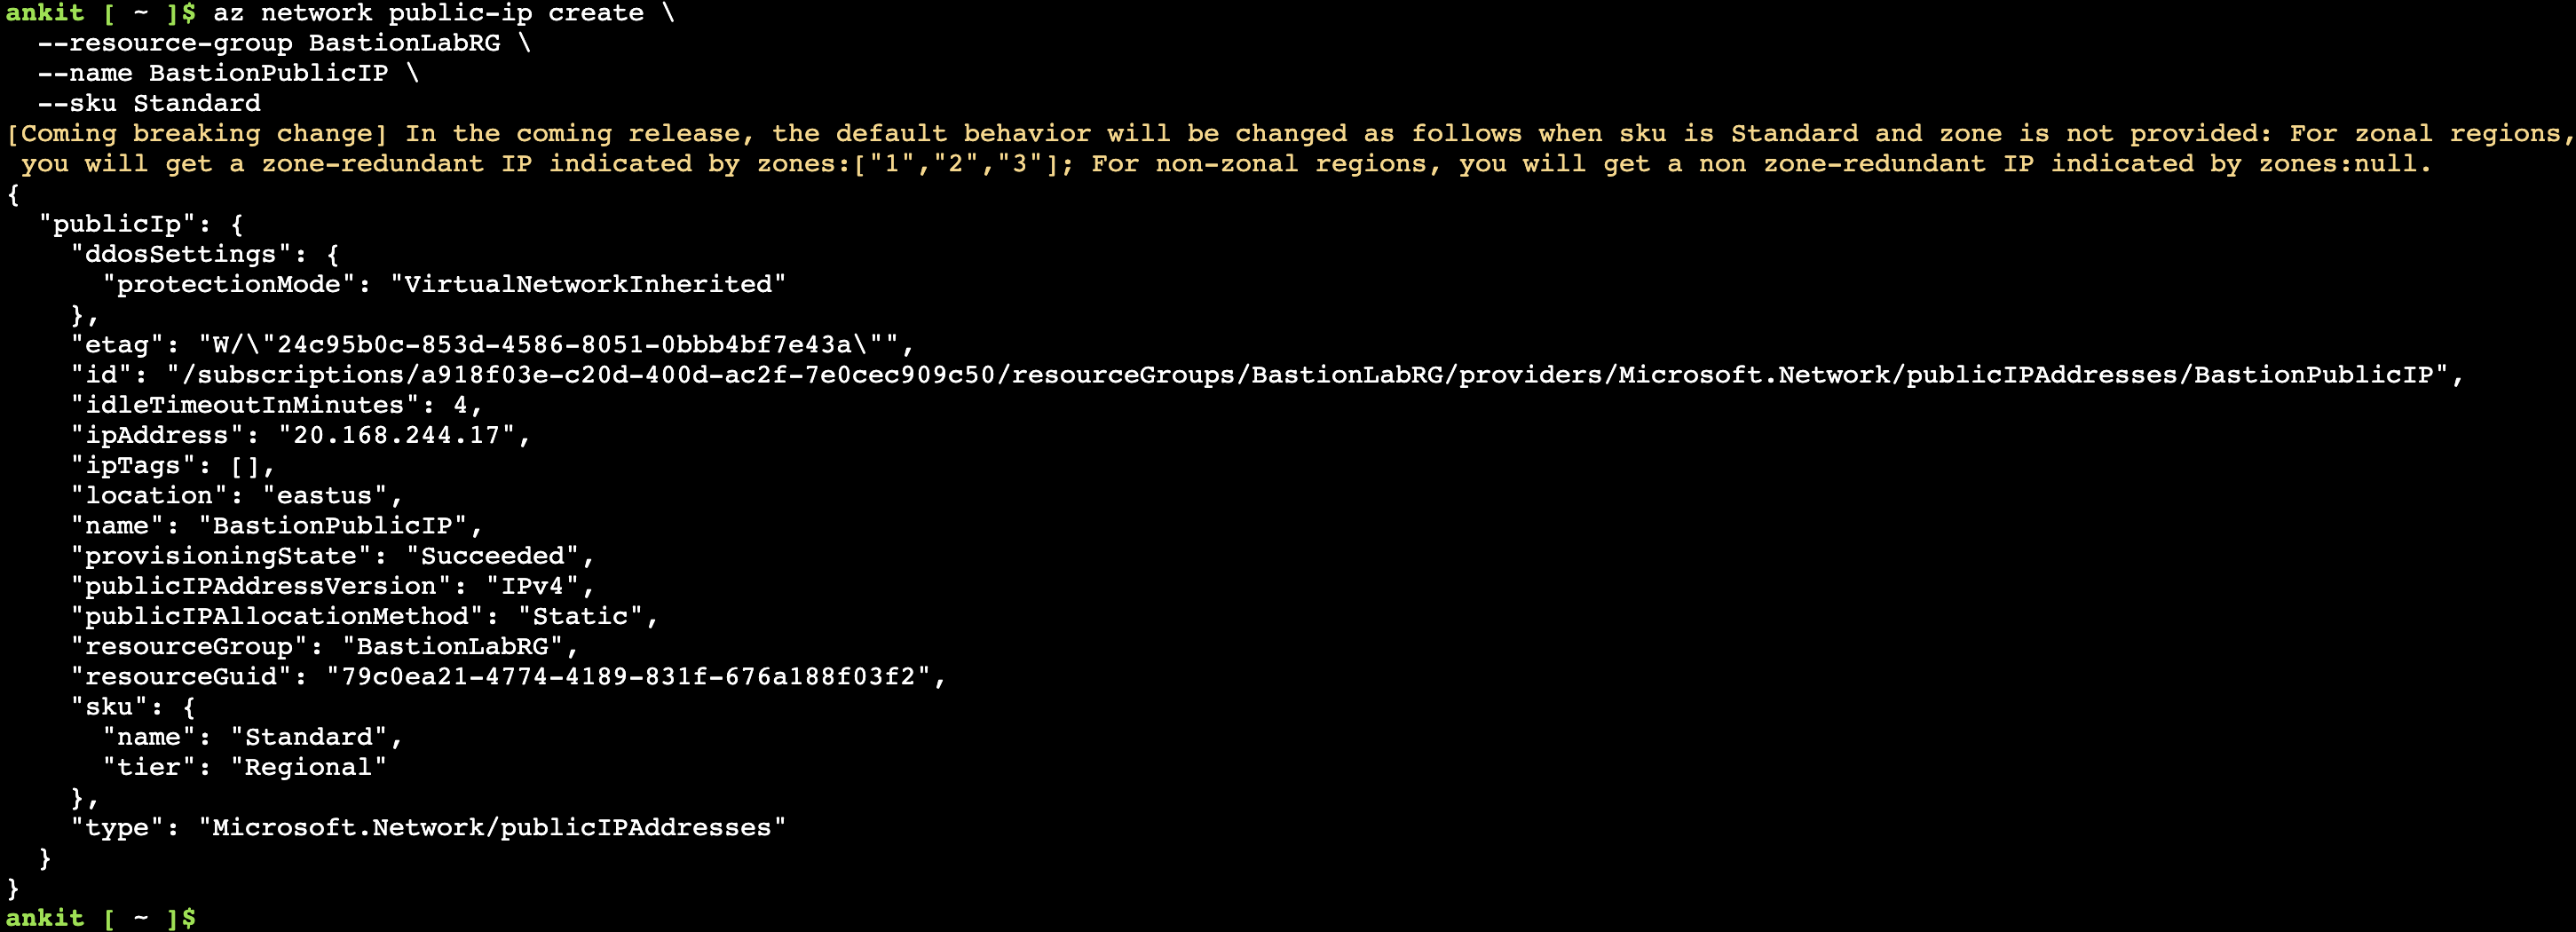 ankit [ ~ ]$ az network public-ip create \
  --resource-group BastionLabRG \
  --name BastionPublicIP \
  --sku Standard
[Coming breaking change] In the coming release, the default behavior will be changed as follows when sku is Standard and zone is not provided: For zonal regions,
 you will get a zone-redundant IP indicated by zones:["1","2","3"]; For non-zonal regions, you will get a non zone-redundant IP indicated by zones:null.
{
  "publicIp": {
    "ddosSettings": {
      "protectionMode": "VirtualNetworkInherited"
    },
    "etag": "W/\"24c95b0c-853d-4586-8051-0bbb4bf7e43a\"",
    "id": "/subscriptions/a918f03e-c20d-400d-ac2f-7e0cec909c50/resourceGroups/BastionLabRG/providers/Microsoft.Network/publicIPAddresses/BastionPublicIP",
    "idleTimeoutInMinutes": 4,
    "ipAddress": "20.168.244.17",
    "ipTags": [],
    "location": "eastus",
    "name": "BastionPublicIP",
    "provisioningState": "Succeeded",
    "publicIPAddressVersion": "IPv4",
    "publicIPAllocationMethod": "Static",
    "resourceGroup": "BastionLabRG",
    "resourceGuid": "79c0ea21-4774-4189-831f-676a188f03f2",
    "sku": {
      "name": "Standard",
      "tier": "Regional"
    },
    "type": "Microsoft.Network/publicIPAddresses"
  }
}
ankit [ ~ ]$